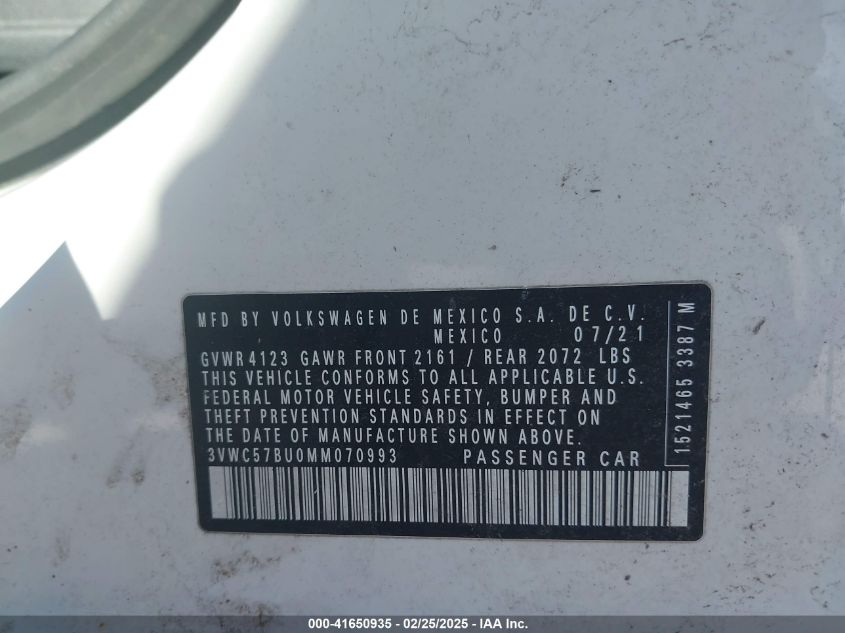 MFD BY VOLKSWAGEN DE MEXICO S.A. DE C.V.
MEXICO 07/21
GVWR 4123 GAWR FRONT 2161 / REAR 2072 LBS
THIS VEHICLE CONFORMS TO ALL APPLICABLE U.S.
FEDERAL MOTOR VEHICLE SAFETY, BUMPER AND
THEFT PREVENTION STANDARDS IN EFFECT ON
THE DATE OF MANUFACTURE SHOWN ABOVE.
3VWC57BU0MM070993 PASSENGER CAR
1521465 3387 M
000-41650935 - 02/25/2025 - IAA Inc.